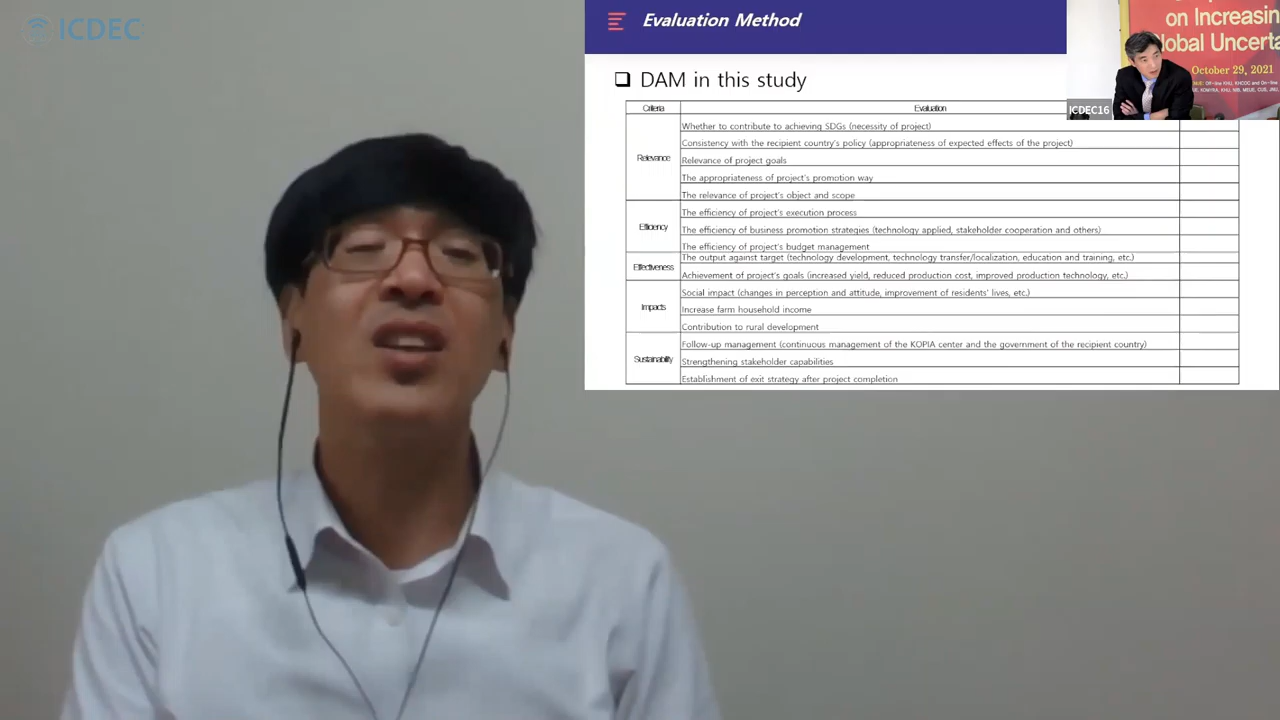 ICDEC
Evaluation Method
on Increasin
lobal Uncerta
October 29, 2021
JCDEC16
DAM in this study
Criteria
Evaluation
Relevance
Whether to contribute to achieving SDGs (necessity of project)
Consistency with the recipient country's policy (appropriateness of expected effects of the project)
Relevance of project goals
The appropriateness of project's promotion way
The relevance of project's object and scope
Efficiency
The efficiency of project's execution process
The efficiency of business promotion strategies (technology applied, stakeholder cooperation and others)
The efficiency of project's budget management
Effectiveness
The output against target (technology development, technology transfer/localization, education and training, etc.)
Achievement of project's goals (increased yield, reduced production cost, improved production technology, etc.)
Impacts
Social impact (changes in perception and attitude, improvement of residents' lives, etc.)
Increase farm household income
Contribution to rural development
Sustainability
Follow-up management (continuous management of the KOPIA center and the government of the recipient country)
Strengthening stakeholder capabilities
Establishment of exit strategy after project completion